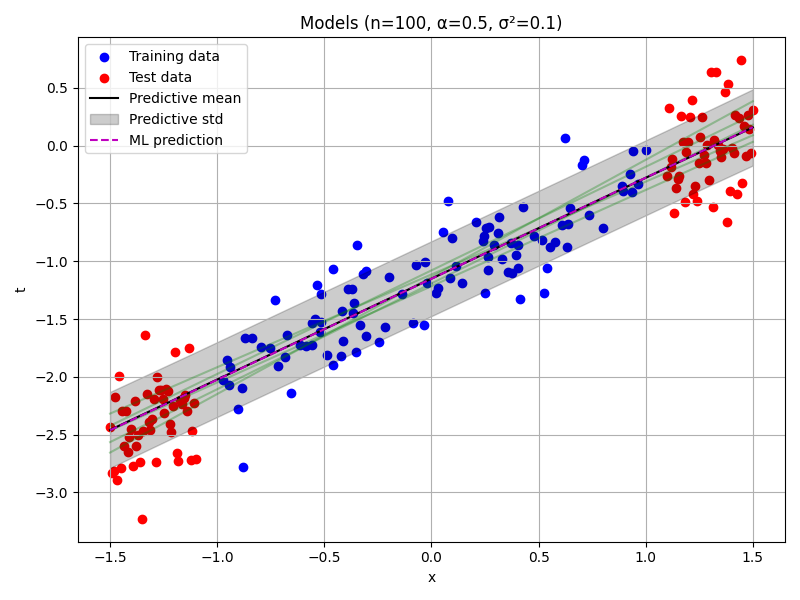 Models (n=100, α=0.5, σ²=0.1)
Training data
Test data
Predictive mean
Predictive std
ML prediction
t
0.5
0.0
−0.5
−1.0
−1.5
−2.0
−2.5
−3.0
−1.5 −1.0 −0.5 0.0 0.5 1.0 1.5
x